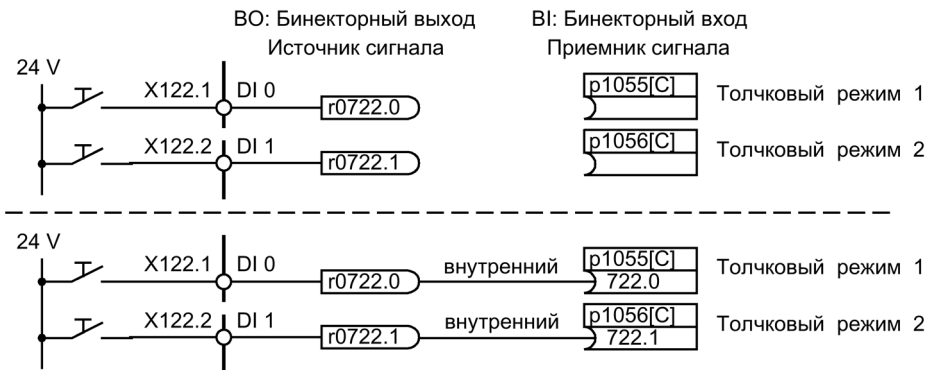 BO: Бинекторный выход BI: Бинекторный вход
Источник сигнала Приемник сигнала
24 V
X122.1 DI 0 r0722.0 p1055[C] Толчковый режим 1
X122.2 DI 1 r0722.1 p1056[C] Толчковый режим 2
24 V
X122.1 DI 0 r0722.0 внутренний p1055[C] 722.0 Толчковый режим 1
X122.2 DI 1 r0722.1 внутренний p1056[C] 722.1 Толчковый режим 2